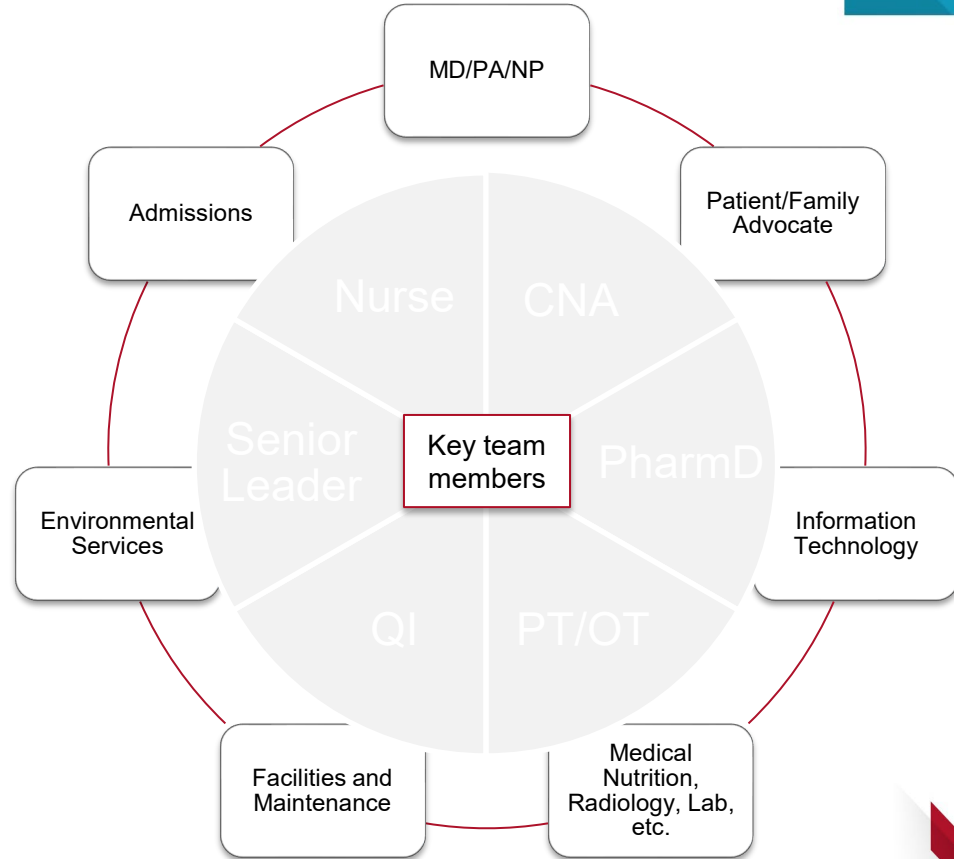 MD/PA/NP
Admissions
Patient/Family
Advocate
Nurse
CNA
Senior
Leader
Key team
members
PharmD
Environmental
Services
Information
Technology
QI
PT/OT
Facilities and
Maintenance
Medical
Nutrition,
Radiology, Lab,
etc.